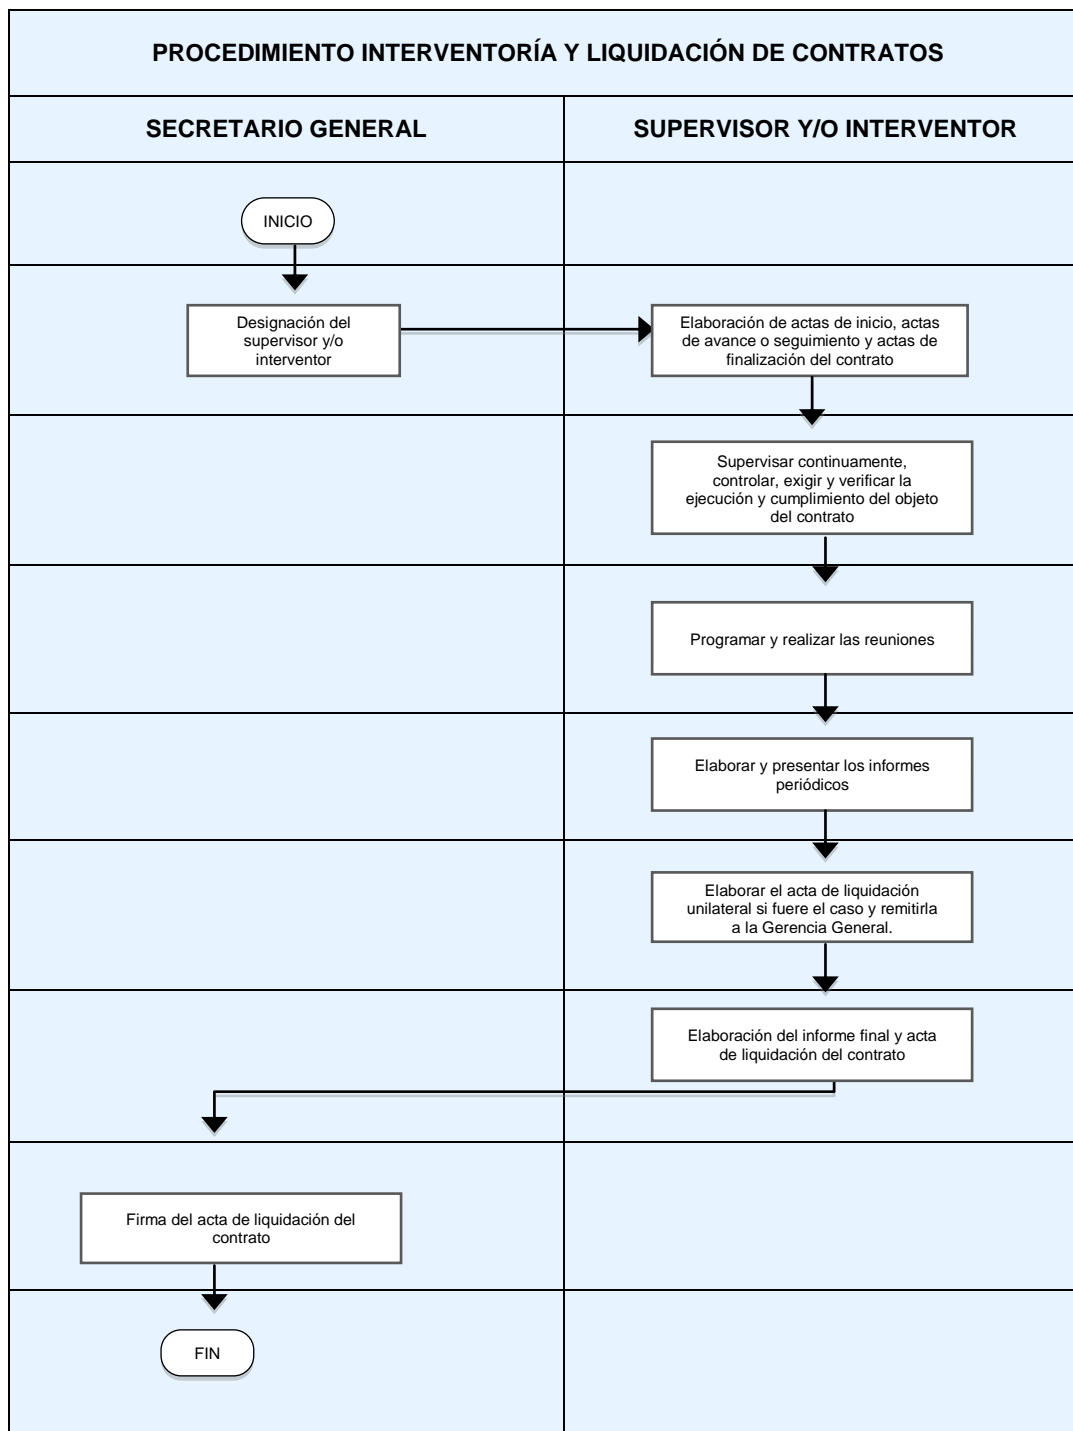 PROCEDIMIENTO INTERVENTORÍA Y LIQUIDACIÓN DE CONTRATOS
SECRETARIO GENERAL
SUPERVISOR Y/O INTERVENTOR
INICIO
Designación del
supervisor y/o
interventor
Elaboración de actas de inicio, actas
de avance o seguimiento y actas de
finalización del contrato
Supervisar continuamente,
controlar, exigir y verificar la
ejecución y cumplimiento del objeto
del contrato
Programar y realizar las reuniones
Elaborar y presentar los informes
periódicos
Elaborar el acta de liquidación
unilateral si fuere el caso y remitirla
a la Gerencia General.
Elaboración del informe final y acta
de liquidación del contrato
Firma del acta de liquidación del
contrato
FIN